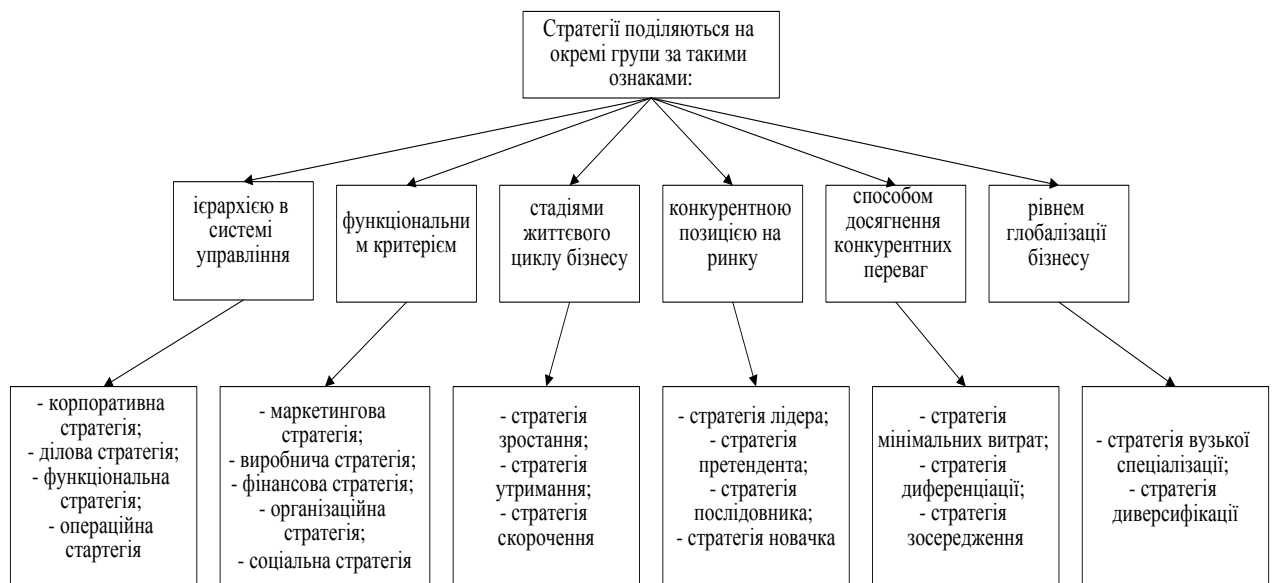 Стратегії поділяються на
окремі групи за такими
ознаками:
ієрархією в
системі
управління
функціональни
м критерієм
стадіями
життєвого
циклу бізнесу
конкурентною
позицією на
ринку
способом
досягнення
конкурентних
переваг
рівнем
глобалізації
бізнесу
- корпоративна
стратегія;
- ділова стратегія;
- функціональна
стратегія;
- операційна
стартегія
- маркетингова
стратегія;
- виробнича стратегія;
- фінансова стратегія;
- організаційна
стратегія;
- соціальна стратегія
- стратегія
зростання;
- стратегія
утримання;
- стратегія
скорочення
- стратегія лідера;
- стратегія
претендента;
- стратегія
послідовника;
- стратегія новачка
- стратегія
мінімальних витрат;
- стратегія
диференціації;
- стратегія
зосередження
- стратегія вузької
спеціалізації;
- стратегія
диверсифікації